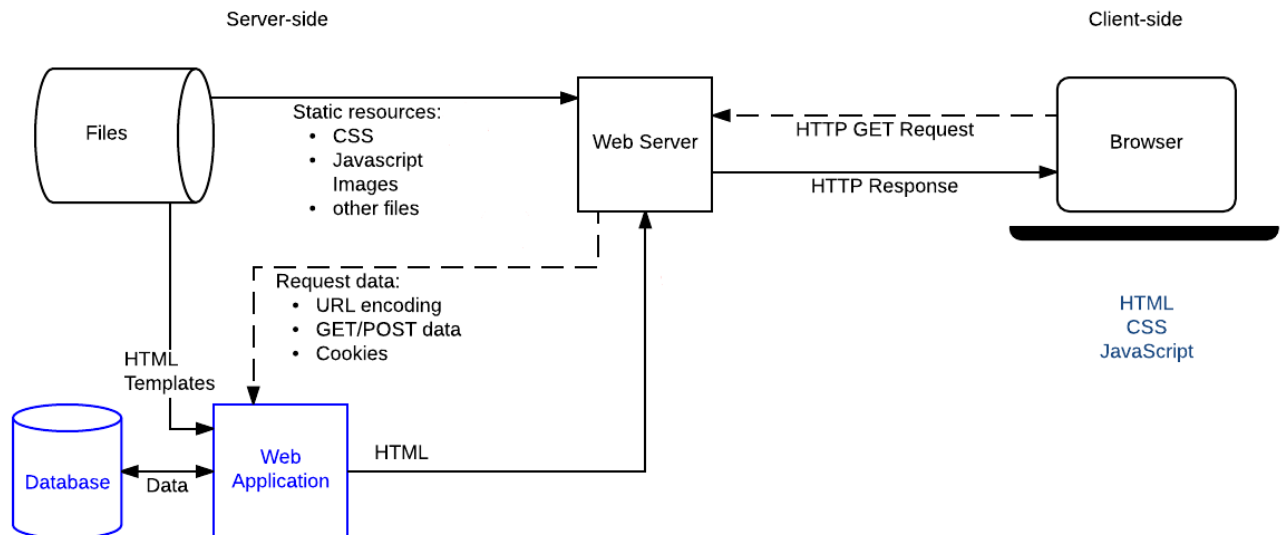 Server-side
Client-side
Files
Static resources:
• CSS
• Javascript
Images
• other files
Web Server
HTTP GET Request
HTTP Response
Browser
Request data:
• URL encoding
• GET/POST data
• Cookies
HTML
CSS
JavaScript
HTML
Templates
Database
Data
Web
Application
HTML